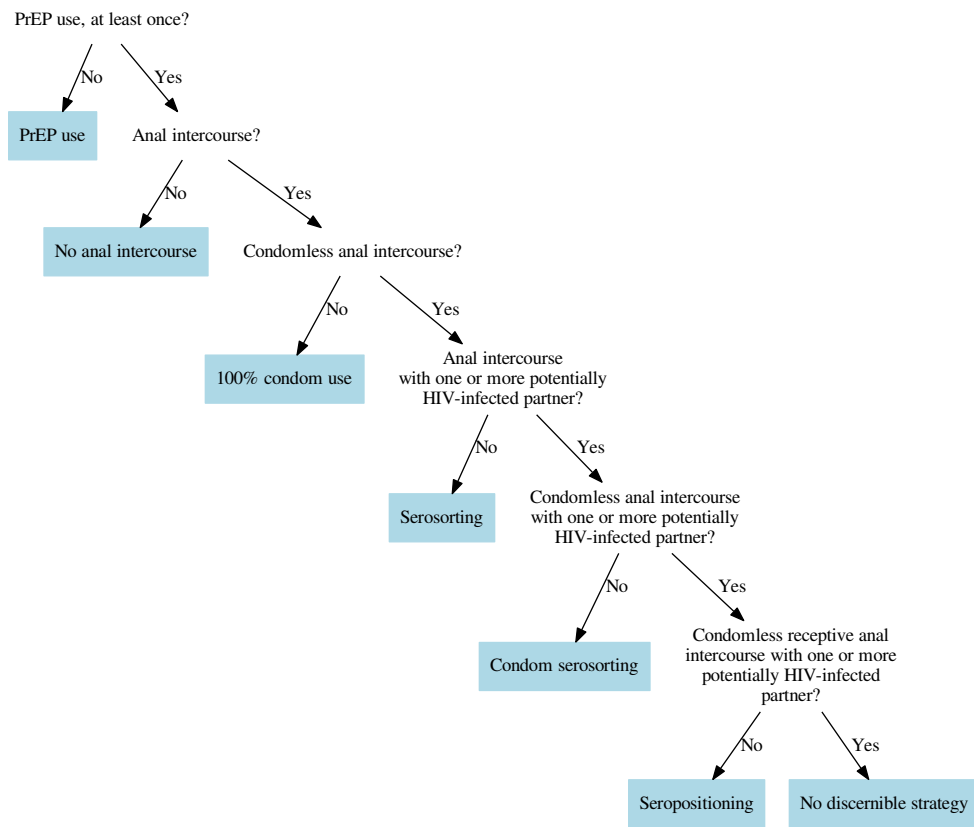 PrEP use, at least once?
No
Yes
PrEP use
Anal intercourse?
No
Yes
No anal intercourse
Condomless anal intercourse?
No
Yes
100% condom use
Anal intercourse
with one or more potentially
HIV-infected partner?
No
Yes
Serosorting
Condomless anal intercourse
with one or more potentially
HIV-infected partner?
No
Yes
Condom serosorting
Condomless receptive anal
intercourse with one or more
potentially HIV-infected
partner?
No
Yes
Seropositioning
No discernible strategy